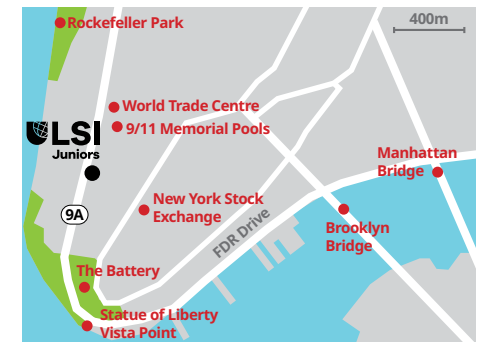 Rockefeller Park
400m
World Trade Centre
9/11 Memorial Pools
LSI
Juniors
Manhattan
Bridge
New York Stock
Exchange
9A
FDR Drive
Brooklyn
Bridge
The Battery
Statue of Liberty
Vista Point